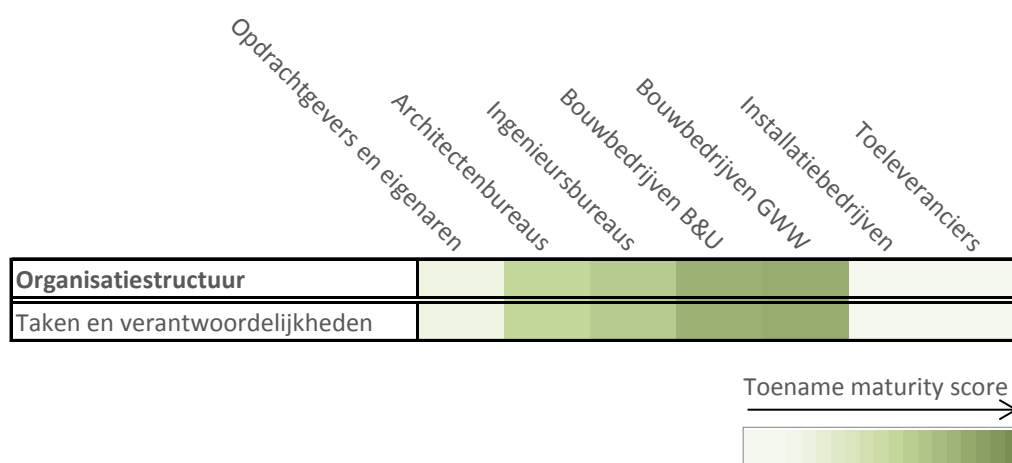 Opdrachtgevers en eigenaren
Architectenbureaus
Ingenieursbureaus
Bouwbedrijven B&U
Bouwbedrijven GWW
Installatiebedrijven
Toeleveranciers
Organisatiestructuur
Taken en verantwoordelijkheden
Toename maturity score